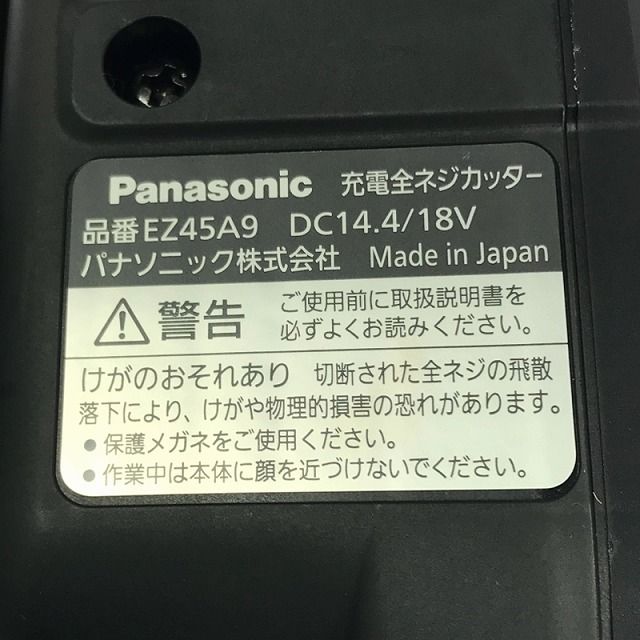 Panasonic 充電全ネジカッター
品番 EZ45A9 DC14.4/18V
パナソニック株式会社 Made in Japan
警告 ご使用前に取扱説明書を
必ずよくお読みください。
けがのおそれあり 切断された全ネジの飛散
落下により、けがや物理的損害の恐れがあります。
●保護メガネをご使用ください。
●作業中は本体に顔を近づけないでください。